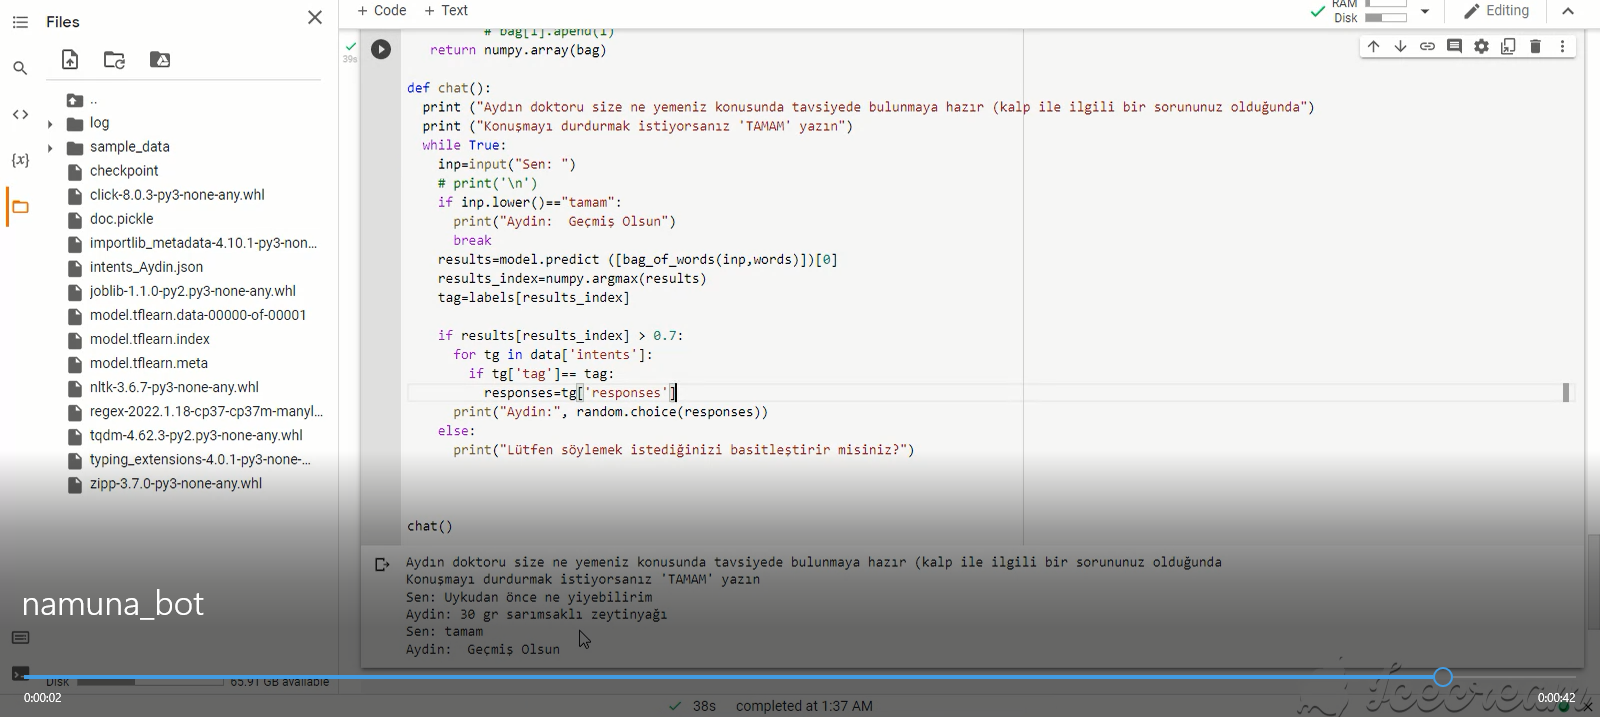 Files
+ Code + Text
RAM
Disk
Editing
..
log
sample_data
checkpoint
click-8.0.3-py3-none-any.whl
doc.pickle
importlib_metadata-4.10.1-py3-non...
intents_Aydin.json
joblib-1.1.0-py2.py3-none-any.whl
model.tflearn.data-00000-of-00001
model.tflearn.index
model.tflearn.meta
nltk-3.6.7-py3-none-any.whl
regex-2022.1.18-cp37-cp37m-manyl...
tqdm-4.62.3-py2.py3-none-any.whl
typing_extensions-4.0.1-py3-none-...
zipp-3.7.0-py3-none-any.whl
Disk 65.91 GB available
{x}
39s
# bag[i].apend(1)
return numpy.array(bag)
def chat():
print ("Aydın doktoru size ne yemeniz konusunda tavsiyede bulunmaya hazır (kalp ile ilgili bir sorununuz olduğunda")
print ("Konuşmayı durdurmak istiyorsanız 'TAMAM' yazın")
while True:
inp=input("Sen: ")
# print('\n')
if inp.lower()=="tamam":
print("Aydin:  Geçmiş Olsun")
break
results=model.predict ([bag_of_words(inp,words)])[0]
results_index=numpy.argmax(results)
tag=labels[results_index]
if results[results_index] > 0.7:
for tg in data['intents']:
if tg['tag']== tag:
responses=tg['responses']
print("Aydin:", random.choice(responses))
else:
print("Lütfen söylemek istediğinizi basitleştirir misiniz?")
chat()
Aydın doktoru size ne yemeniz konusunda tavsiyede bulunmaya hazır (kalp ile ilgili bir sorununuz olduğunda
Konuşmayı durdurmak istiyorsanız 'TAMAM' yazın
Sen: Uykudan önce ne yiyebilirim
Aydin: 30 gr sarımsaklı zeytinyağı
Sen: tamam
Aydin:  Geçmiş Olsun
namuna_bot
0:00:02
0:00:42
38s completed at 1:37 AM
Icecream